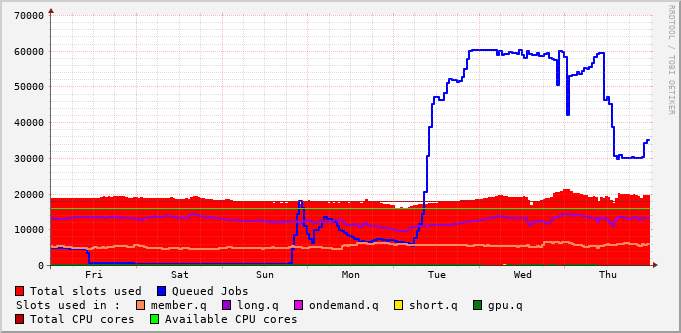 RRDTOOL / TOBI OETIKER
70000
60000
50000
40000
30000
20000
10000
0
Fri Sat Sun Mon Tue Wed Thu
Total slots used Queued Jobs
Slots used in : member.q long.q ondemand.q short.q gpu.q
Total CPU cores Available CPU cores